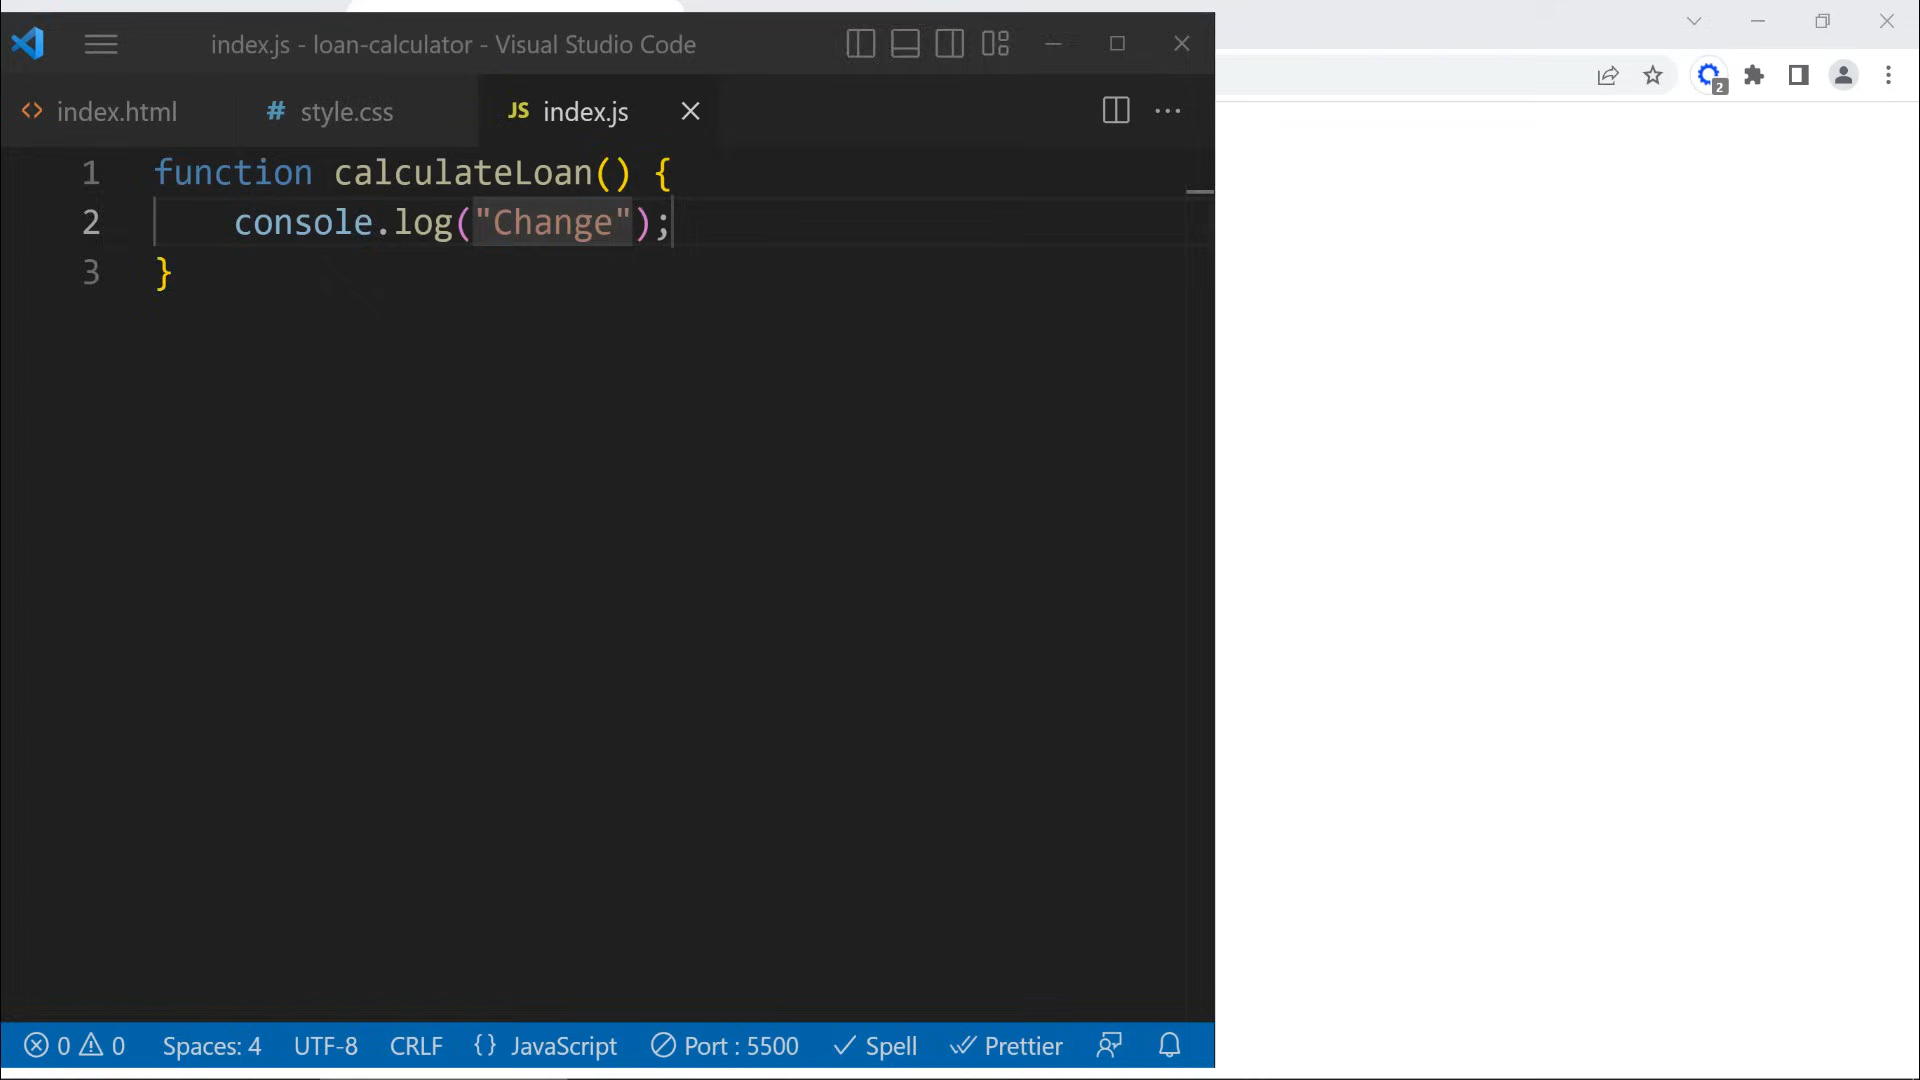 index.js - loan-calculator - Visual Studio Code
index.html # style.css JS index.js
2
1 function calculateLoan() {
2 console.log("Change");
3 }
0 0 Spaces: 4 UTF-8 CRLF {} JavaScript Port : 5500 Spell Prettier